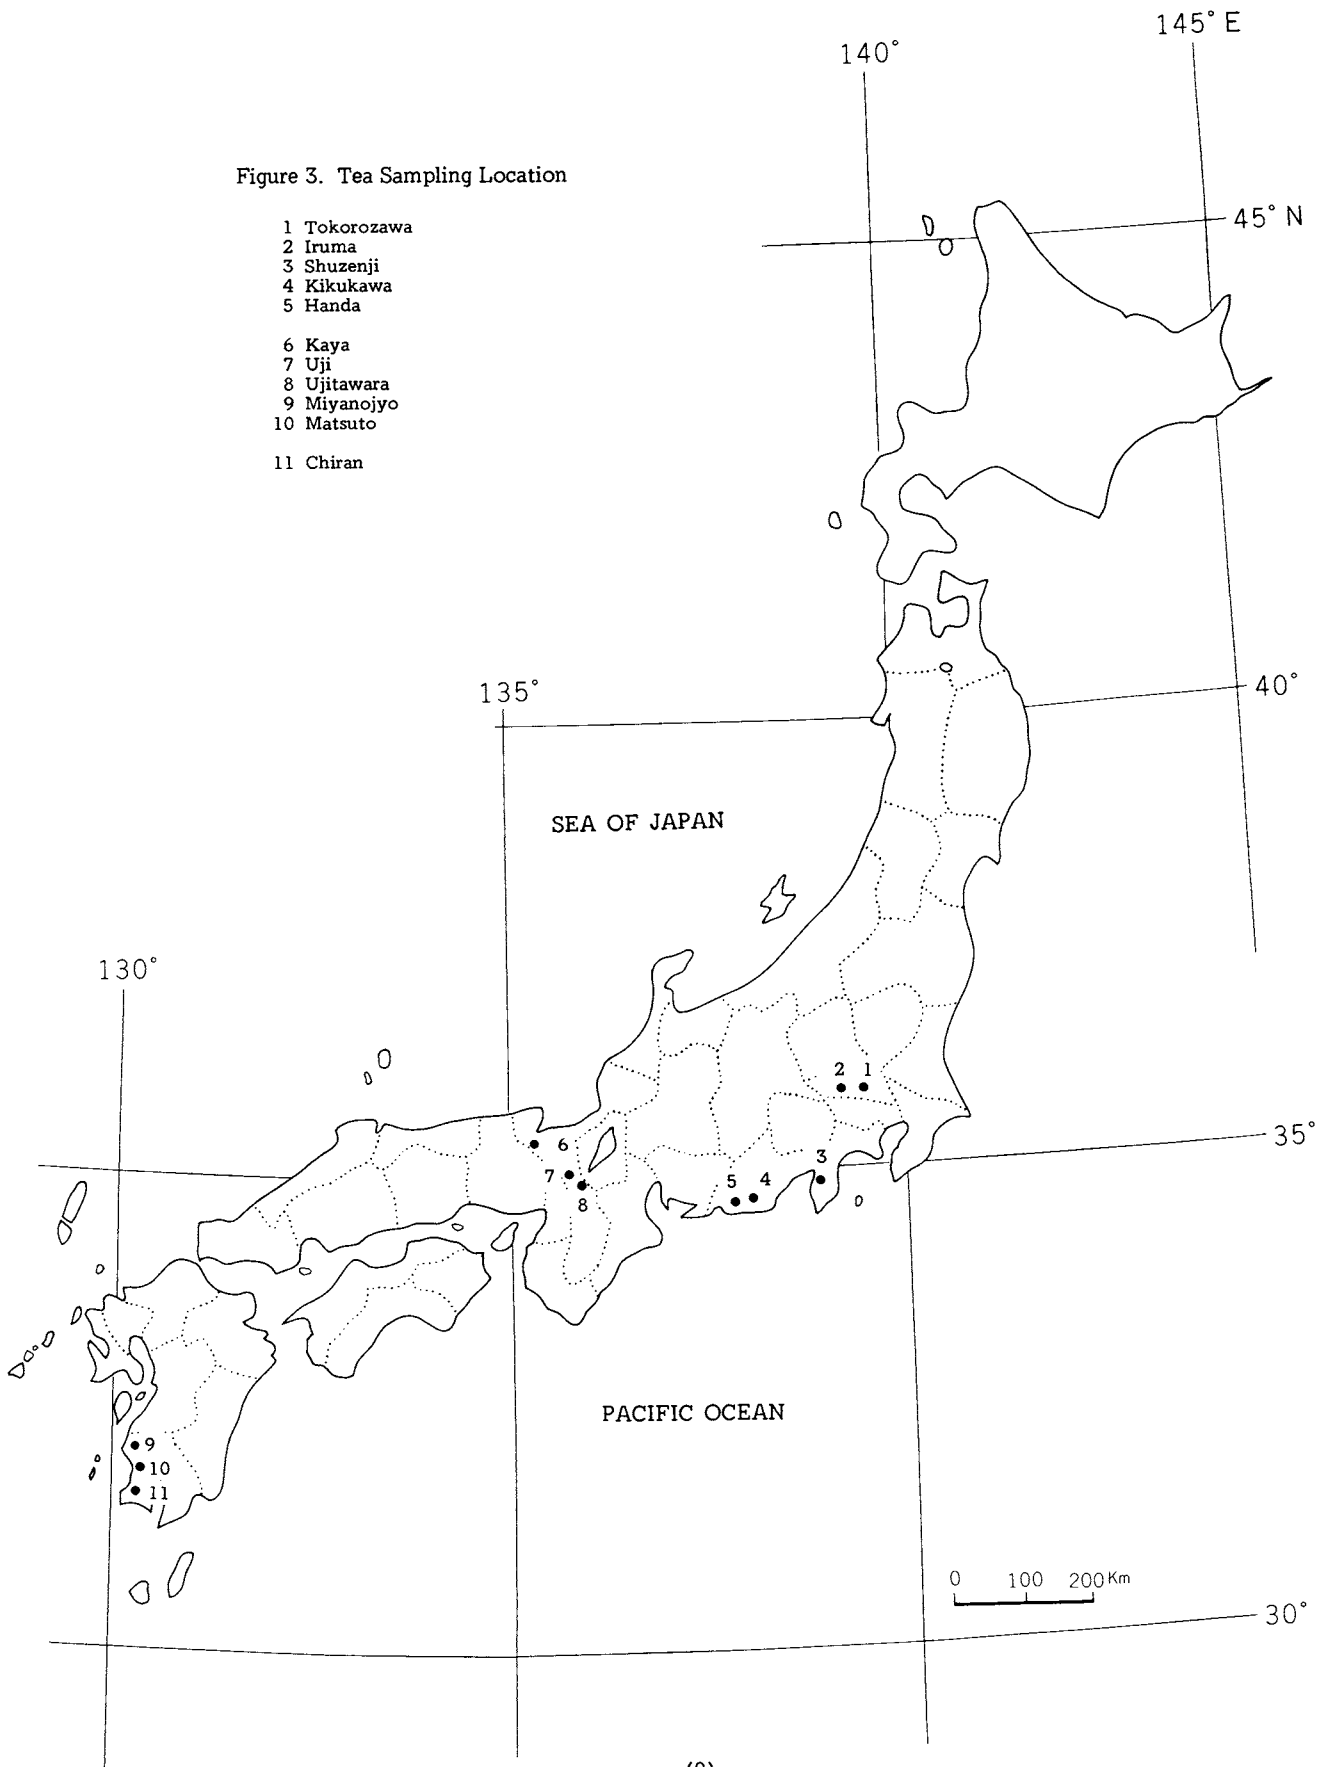 145° E
140°
Figure 3. Tea Sampling Location
1 Tokorozawa
2 Iruma
3 Shuzenji
4 Kikukawa
5 Handa
6 Kaya
7 Uji
8 Ujitawara
9 Miyanojyo
10 Matsuto
11 Chiran
45° N
135°
40°
SEA OF JAPAN
130°
2 1
6
35°
3
7
5 4
8
PACIFIC OCEAN
9
10
11
0 100 200 Km
30°